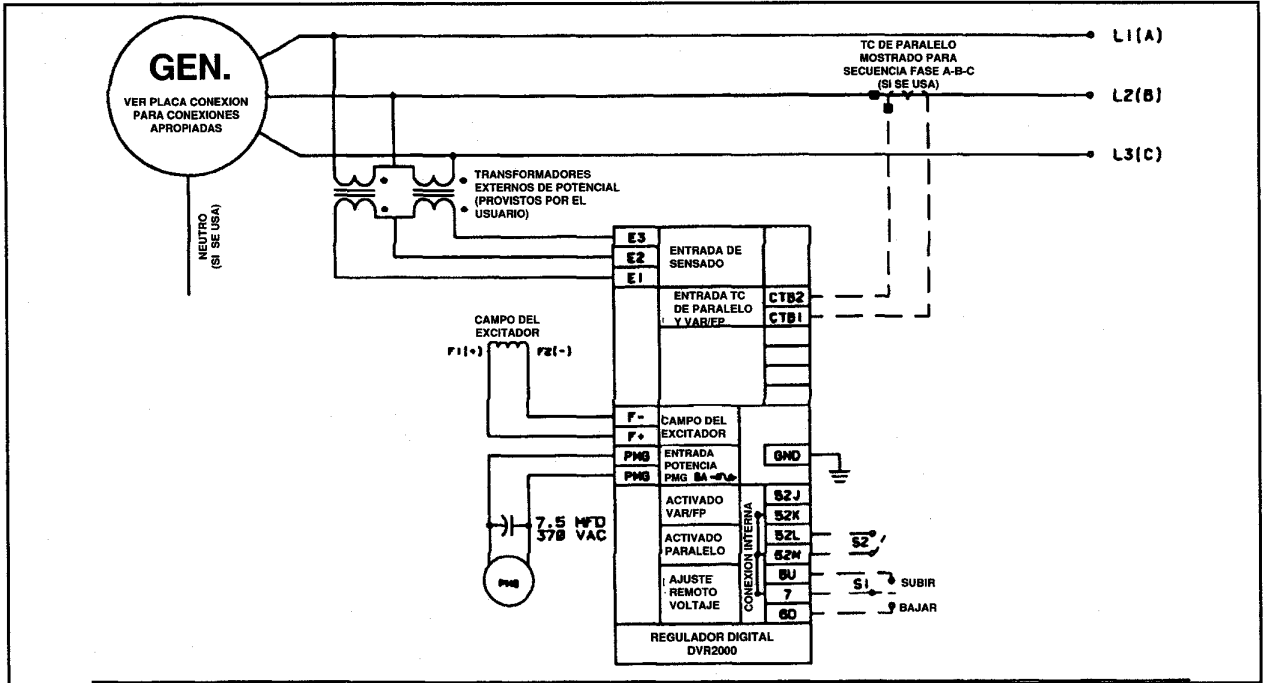 GEN.
VER PLACA CONEXION
PARA CONEXIONES
APROPIADAS
NEUTRO
(SI SE USA)
L1(A)
TC DE PARALELO
MOSTRADO PARA
SECUENCIA FASE A-B-C
(SI SE USA)
L2(B)
L3(C)
TRANSFORMADORES
EXTERNOS DE POTENCIAL
(PROVISTOS POR EL
USUARIO)
E3
E2
E1
ENTRADA DE
SENSADO
ENTRADA TC
DE PARALELO
Y VAR/FP
CTB2
CTB1
CAMPO DEL
EXCITADOR
F1(+)
F2(-)
F-
F+
CAMPO DEL
EXCITADOR
PMG
PMG
ENTRADA
POTENCIA
PMG 5A
GND
7.5 MFD
370 VAC
PMG
ACTIVADO
VAR/FP
ACTIVADO
PARALELO
AJUSTE
REMOTO
VOLTAJE
CONEXION INTERNA
52J
52K
52L
52M
6U
7
6D
S2
S1
SUBIR
BAJAR
REGULADOR DIGITAL
DVR2000